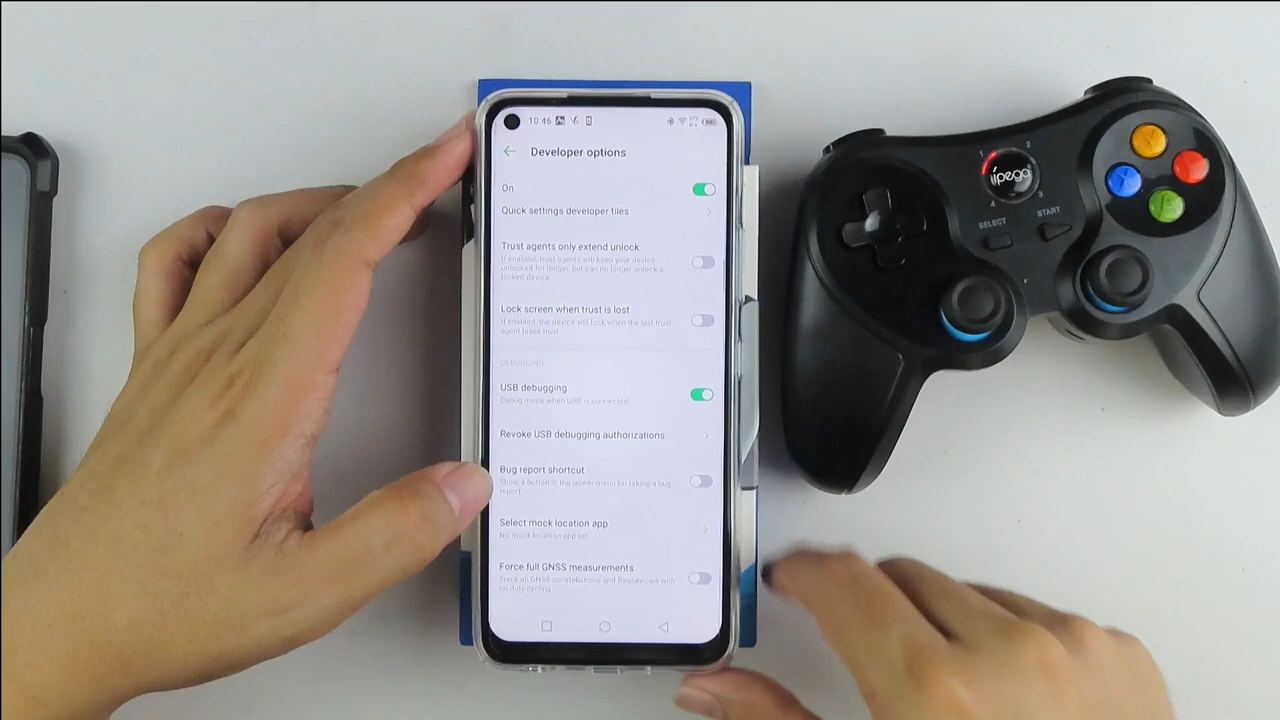 10:46
Developer options
On
Quick settings developer tiles
Trust agents only extend unlock
If enabled, trust agents will keep your device
unlocked for longer, but can no longer unlock a
locked device.
Lock screen when trust is lost
If enabled, the device will lock when the last trust
agent loses trust
DEBUGGING
USB debugging
Debug mode when USB is connected
Revoke USB debugging authorizations
Bug report shortcut
Show a button in the power menu for taking a bug
report
Select mock location app
No mock location app set
Force full GNSS measurements
Track all GNSS constellations and frequencies with
no duty cycling
1
2
ípega
4
3
SELECT
START
Y
X
B
A